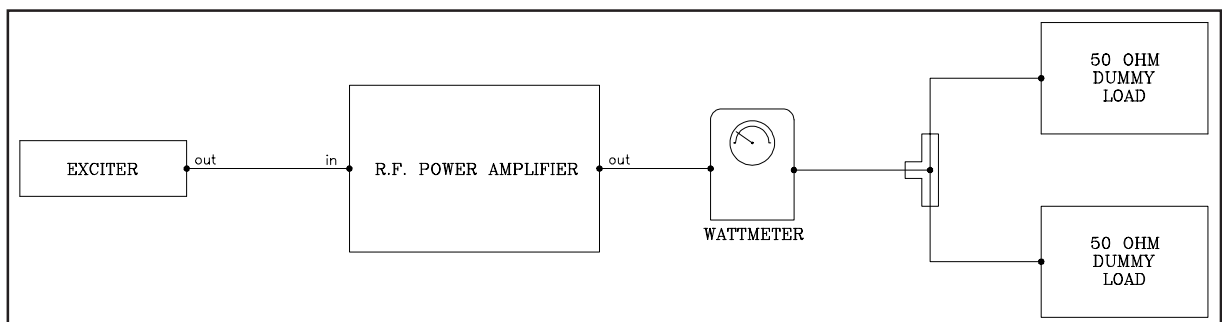 EXCITER
out
in
R.F. POWER AMPLIFIER
out
WATTMETER
50 OHM
DUMMY
LOAD
50 OHM
DUMMY
LOAD